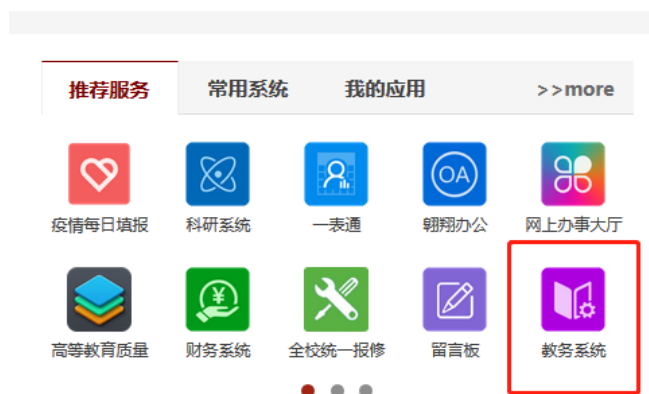 推荐服务 常用系统 我的应用 >>more
OA
疫情每日填报 科研系统 一表通 翱翔办公 网上办事大厅
¥
高等教育质量 财务系统 全校统一报修 留言板 教务系统